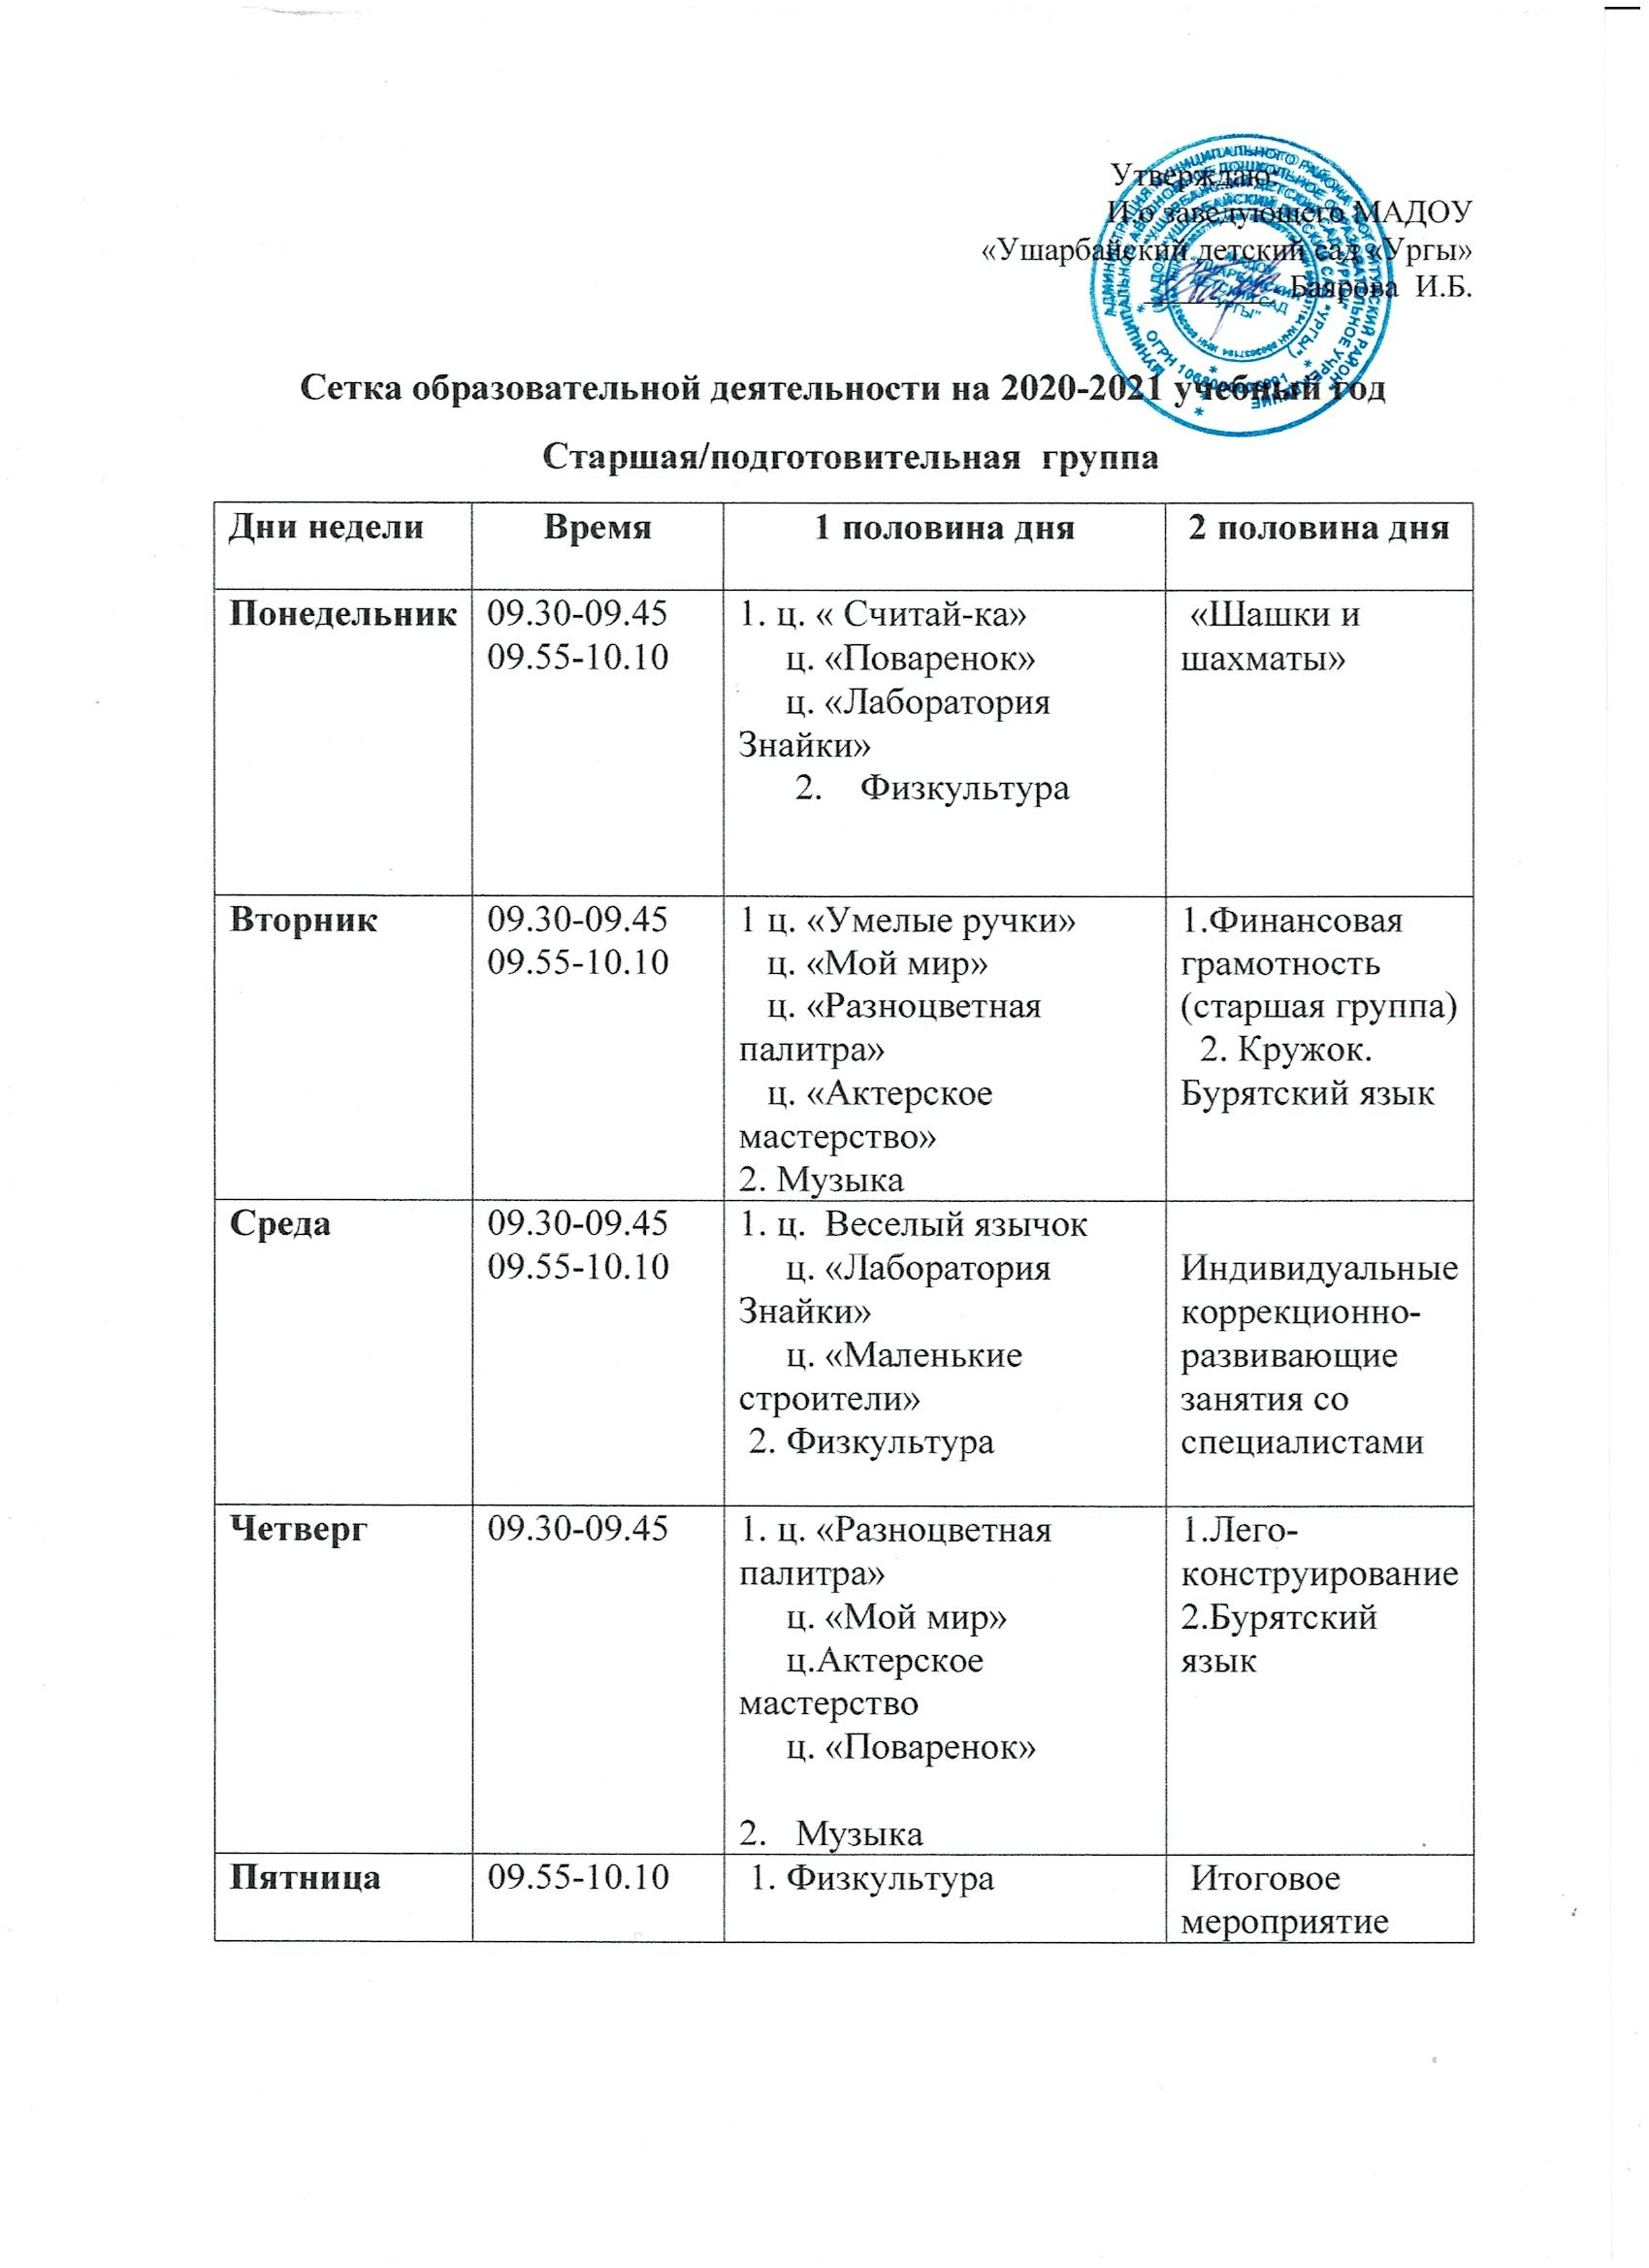 Утверждаю:
И.о заведующего МАДОУ
«Ушарбайский детский сад «Ургы»
Баярова И.Б.
Сетка образовательной деятельности на 2020-2021 учебный год
Старшая/подготовительная группа
Дни недели Время 1 половина дня 2 половина дня
Понедельник
09.30-09.45
09.55-10.10
1. ц. « Считай-ка»
ц. «Поваренок»
ц. «Лаборатория
Знайки»
2. Физкультура
«Шашки и
шахматы»
Вторник
09.30-09.45
09.55-10.10
1 ц. «Умелые ручки»
ц. «Мой мир»
ц. «Разноцветная
палитра»
ц. «Актерское
мастерство»
2. Музыка
1.Финансовая
грамотность
(старшая группа)
2. Кружок.
Бурятский язык
Среда
09.30-09.45
09.55-10.10
1. ц. Веселый язычок
ц. «Лаборатория
Знайки»
ц. «Маленькие
строители»
2. Физкультура
Индивидуальные
коррекционно-
развивающие
занятия со
специалистами
Четверг
09.30-09.45
1. ц. «Разноцветная
палитра»
ц. «Мой мир»
ц.Актерское
мастерство
ц. «Поваренок»
2. Музыка
1.Лего-
конструирование
2.Бурятский
язык
Пятница
09.55-10.10
1. Физкультура
Итоговое
мероприятие